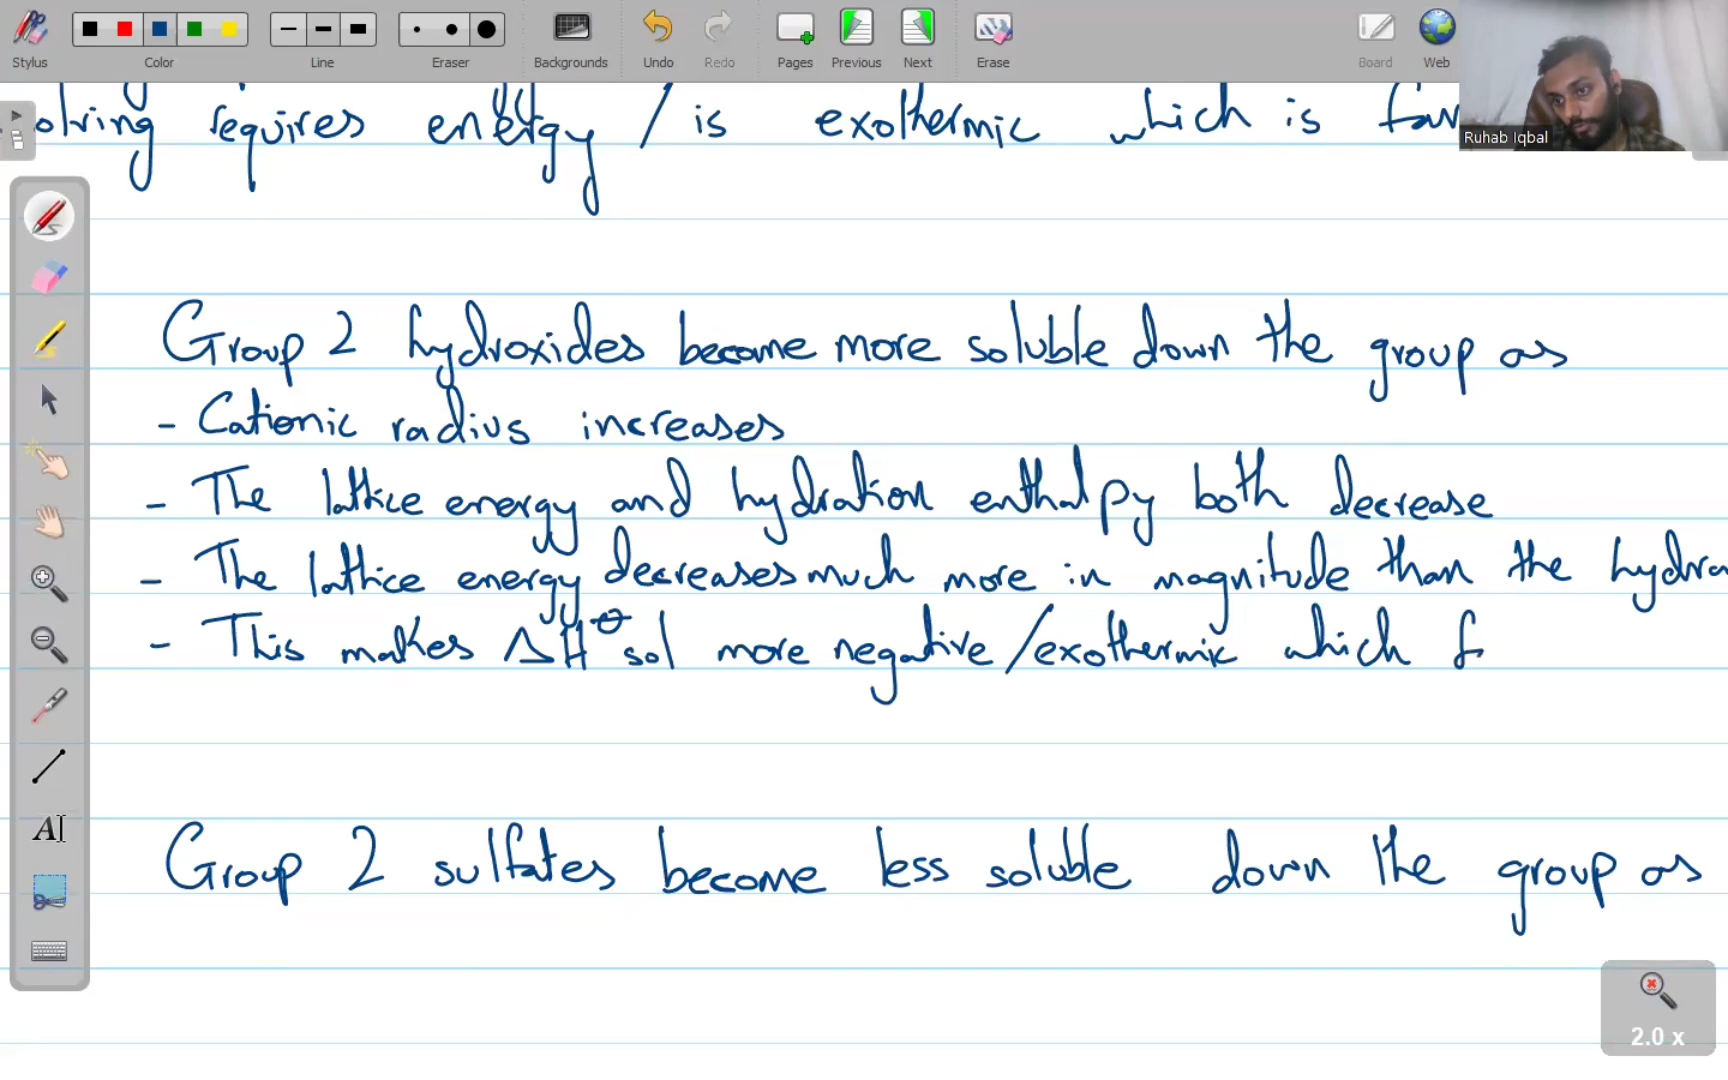 Stylus
Color
Line
Eraser
Backgrounds
Undo
Redo
Pages
Previous
Next
Erase
Board
Web
Ruhab Iqbal
olving requires energy / is exothermic which is fav
Group 2 hydroxides become more soluble down the group as
- Cationic radius increases
- The lattice energy and hydration enthalpy both decrease
- The lattice energy decreases much more in magnitude than the hydra
- This makes ΔH⦵sol more negative/exothermic which f
Group 2 sulfates become less soluble down the group as
2.0 x